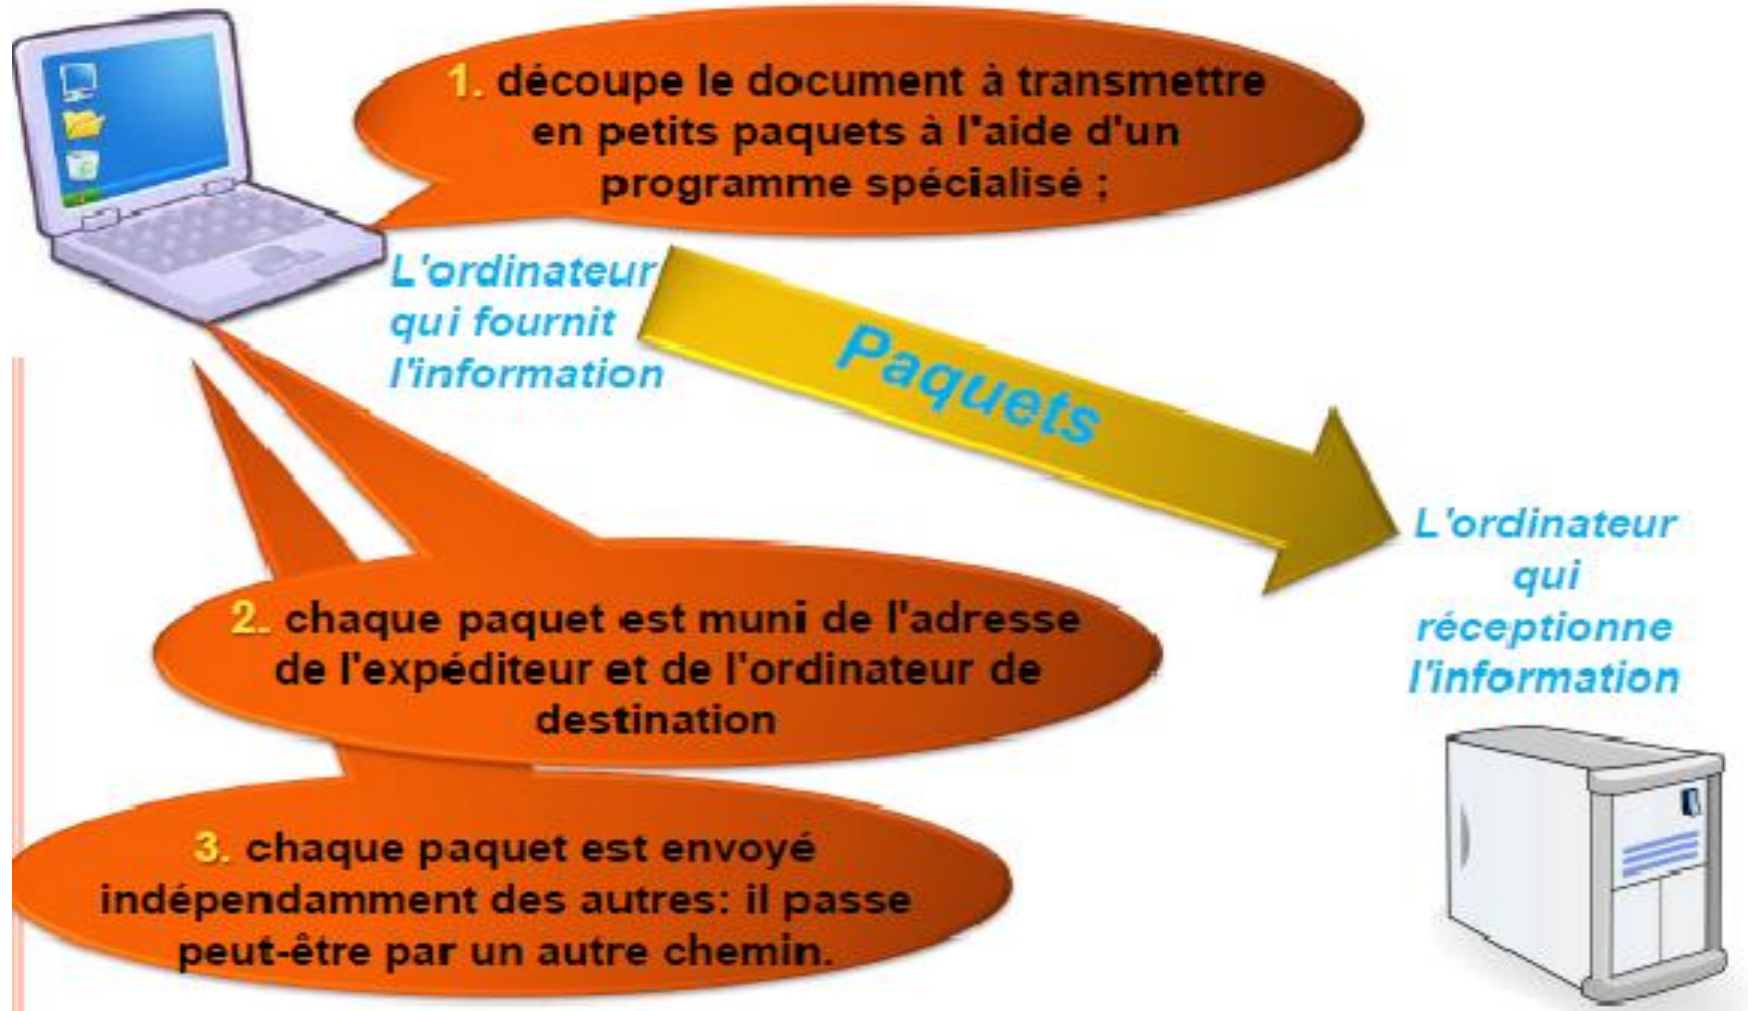 1. découpe le document à transmettre
en petits paquets à l'aide d'un
programme spécialisé ;
L'ordinateur
qui fournit
l'information
Paquets
L'ordinateur
qui
réceptionne
l'information
2. chaque paquet est muni de l'adresse
de l'expéditeur et de l'ordinateur de
destination
3. chaque paquet est envoyé
indépendamment des autres: il passe
peut-être par un autre chemin.